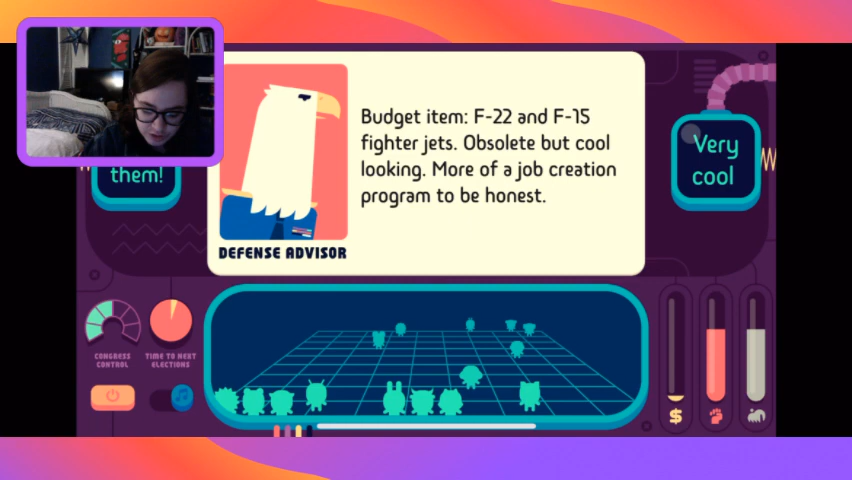 Budget item: F-22 and F-15
fighter jets. Obsolete but cool
looking. More of a job creation
program to be honest.
them!
Very
cool
DEFENSE ADVISOR
CONGRESS
CONTROL
TIME TO NEXT
ELECTIONS
$